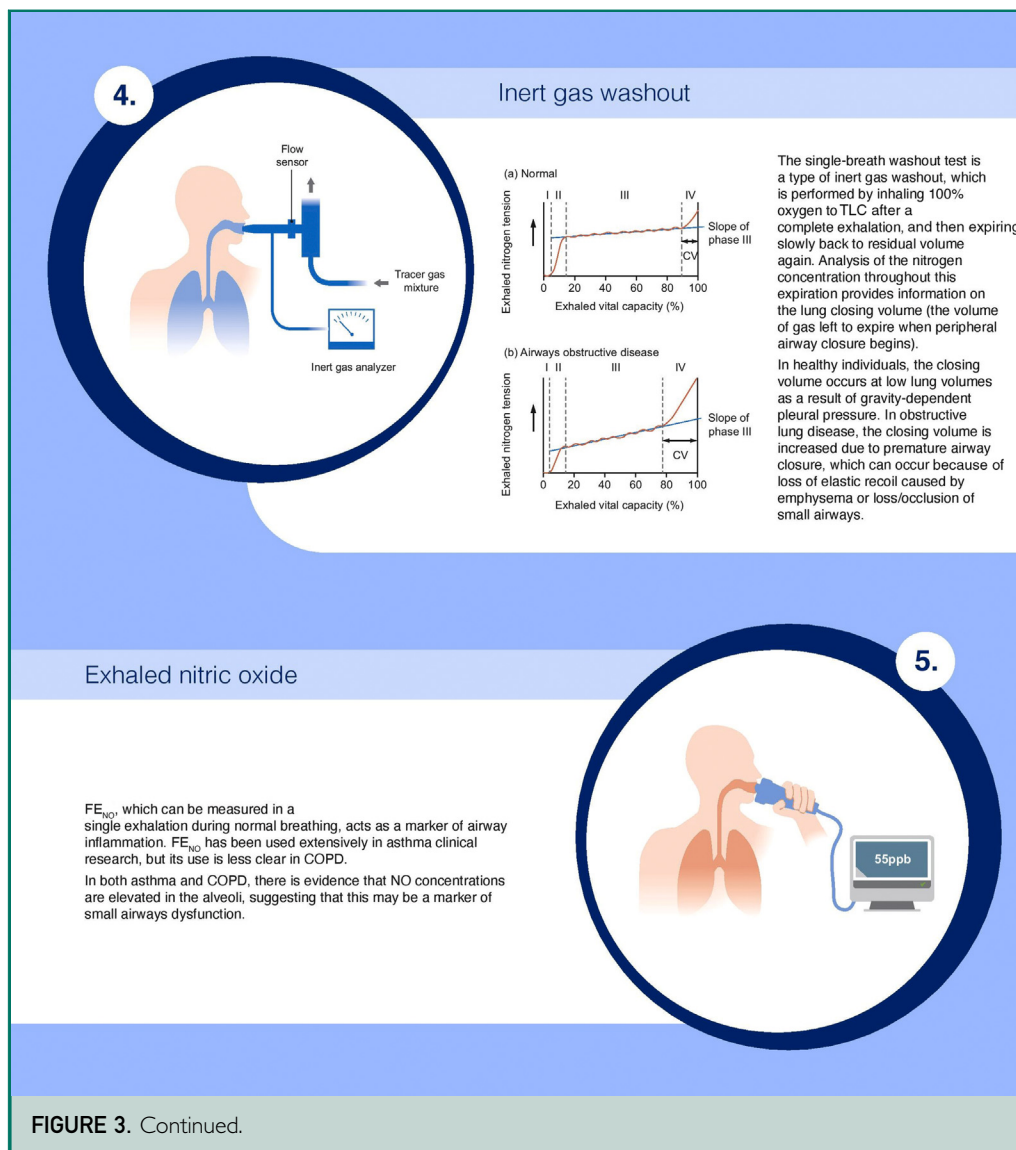 4.
Inert gas washout
Flow
sensor
Tracer gas
mixture
Inert gas analyzer
(a) Normal
I II III IV
Exhaled nitrogen tension
Slope of
phase III
CV
0 20 40 60 80 100
Exhaled vital capacity (%)
(b) Airways obstructive disease
I II III IV
Exhaled nitrogen tension
Slope of
phase III
CV
0 20 40 60 80 100
Exhaled vital capacity (%)
The single-breath washout test is
a type of inert gas washout, which
is performed by inhaling 100%
oxygen to TLC after a
complete exhalation, and then expiring
slowly back to residual volume
again. Analysis of the nitrogen
concentration throughout this
expiration provides information on
the lung closing volume (the volume
of gas left to expire when peripheral
airway closure begins).
In healthy individuals, the closing
volume occurs at low lung volumes
as a result of gravity-dependent
pleural pressure. In obstructive
lung disease, the closing volume is
increased due to premature airway
closure, which can occur because of
loss of elastic recoil caused by
emphysema or loss/occlusion of
small airways.
Exhaled nitric oxide
5.
FENO, which can be measured in a
single exhalation during normal breathing, acts as a marker of airway
inflammation. FENO has been used extensively in asthma clinical
research, but its use is less clear in COPD.
In both asthma and COPD, there is evidence that NO concentrations
are elevated in the alveoli, suggesting that this may be a marker of
small airways dysfunction.
55ppb
FIGURE 3. Continued.